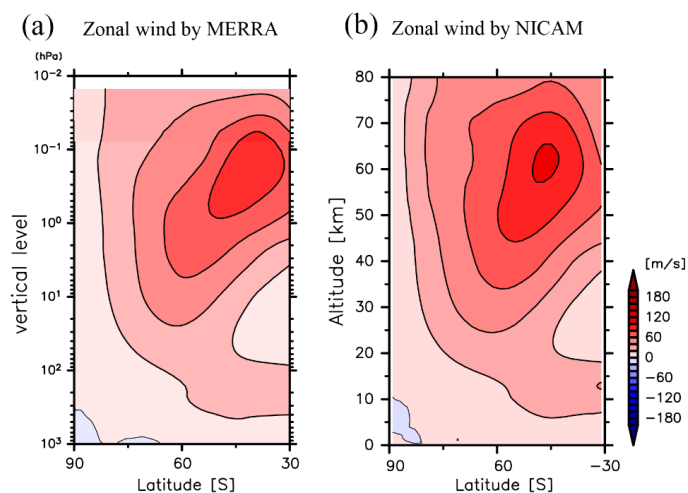 (a) Zonal wind by MERRA
(hPa)
10⁻²
10⁻¹
10⁰
10¹
10²
10³
vertical level
90 60 30
Latitude [S]
(b) Zonal wind by NICAM
80
70
60
50
40
30
20
10
0
Altitude [km]
90 60 -30
Latitude [S]
[m/s]
180
120
60
0
-60
-120
-180